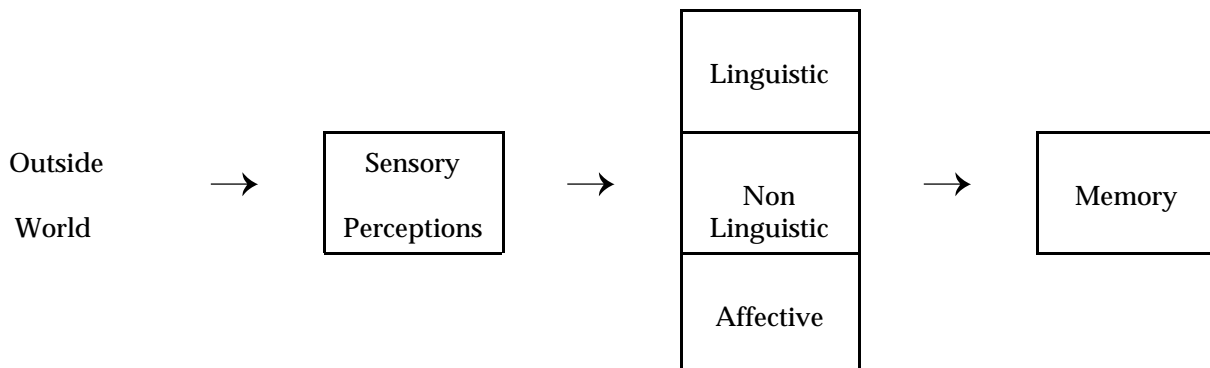 Outside
World
Sensory
Perceptions
Linguistic
Non
Linguistic
Affective
Memory